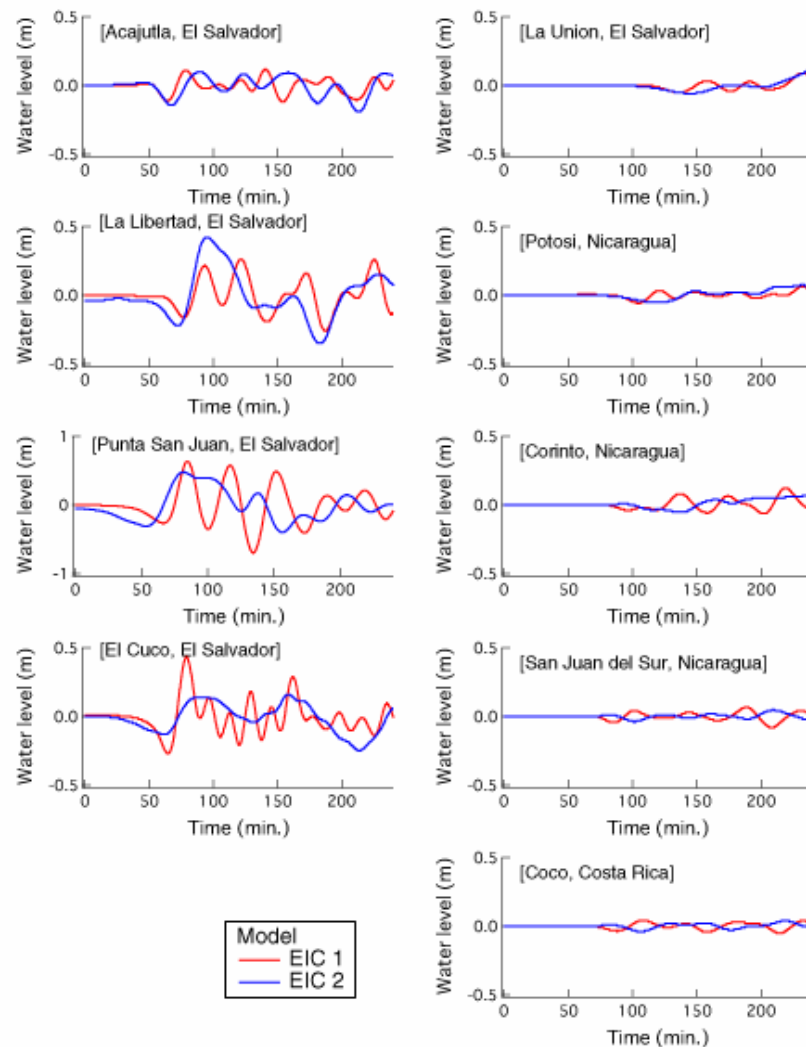 [Acajutla, El Salvador]
Water level (m)
0.5
0.0
-0.5
0 50 100 150 200
Time (min.)
[La Union, El Salvador]
Water level (m)
0.5
0.0
-0.5
0 50 100 150 200
Time (min.)
[La Libertad, El Salvador]
Water level (m)
0.5
0.0
-0.5
0 50 100 150 200
Time (min.)
[Potosi, Nicaragua]
Water level (m)
0.5
0.0
-0.5
0 50 100 150 200
Time (min.)
[Punta San Juan, El Salvador]
Water level (m)
1
0
-1
0 50 100 150 200
Time (min.)
[Corinto, Nicaragua]
Water level (m)
0.5
0.0
-0.5
0 50 100 150 200
Time (min.)
[El Cuco, El Salvador]
Water level (m)
0.5
0.0
-0.5
0 50 100 150 200
Time (min.)
[San Juan del Sur, Nicaragua]
Water level (m)
0.5
0.0
-0.5
0 50 100 150 200
Time (min.)
[Coco, Costa Rica]
Water level (m)
0.5
0.0
-0.5
0 50 100 150 200
Time (min.)
Model
EIC 1
EIC 2